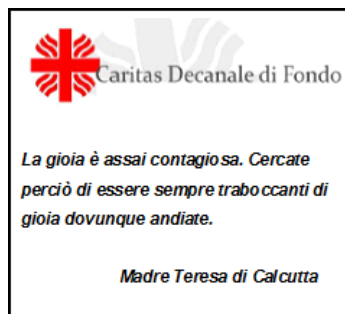 Caritas Decanale di Fondo
La gioia è assai contagiosa. Cercate
perciò di essere sempre traboccanti di
gioia dovunque andiate.
Madre Teresa di Calcutta